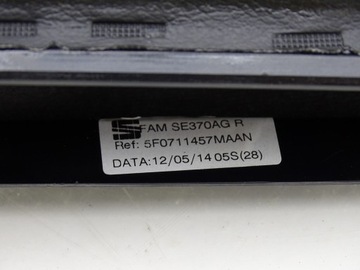 FAM SE370AG R
Ref: 5F0711457MAAN
DATA:12/05/14 05S(28)